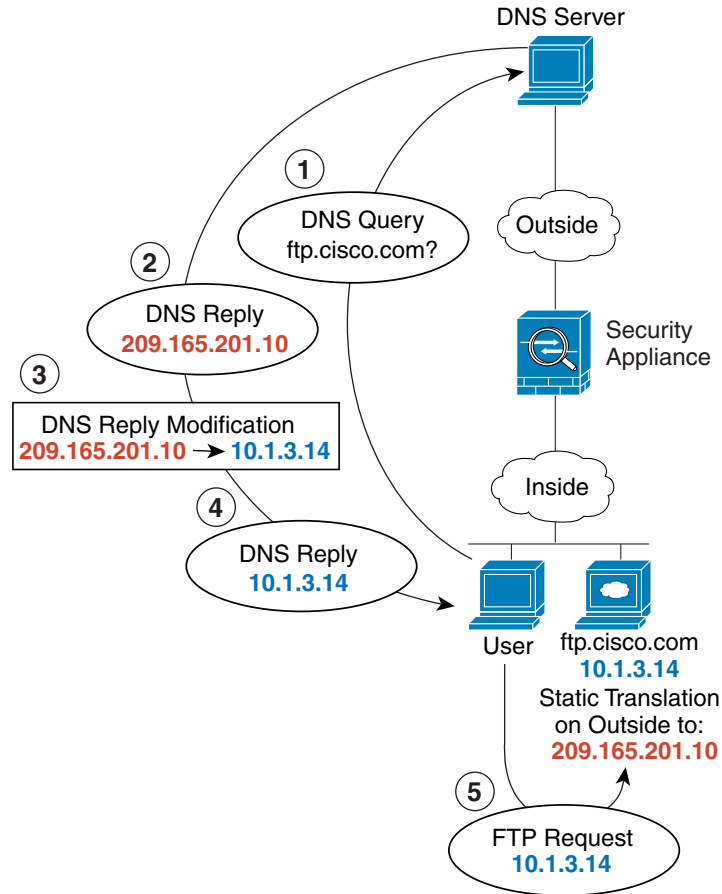 DNS Server
1
DNS Query
ftp.cisco.com?
Outside
2
DNS Reply
209.165.201.10
Security
Appliance
3
DNS Reply Modification
209.165.201.10 10.1.3.14
Inside
4
DNS Reply
10.1.3.14
User
ftp.cisco.com
10.1.3.14
Static Translation
on Outside to:
209.165.201.10
5
FTP Request
10.1.3.14